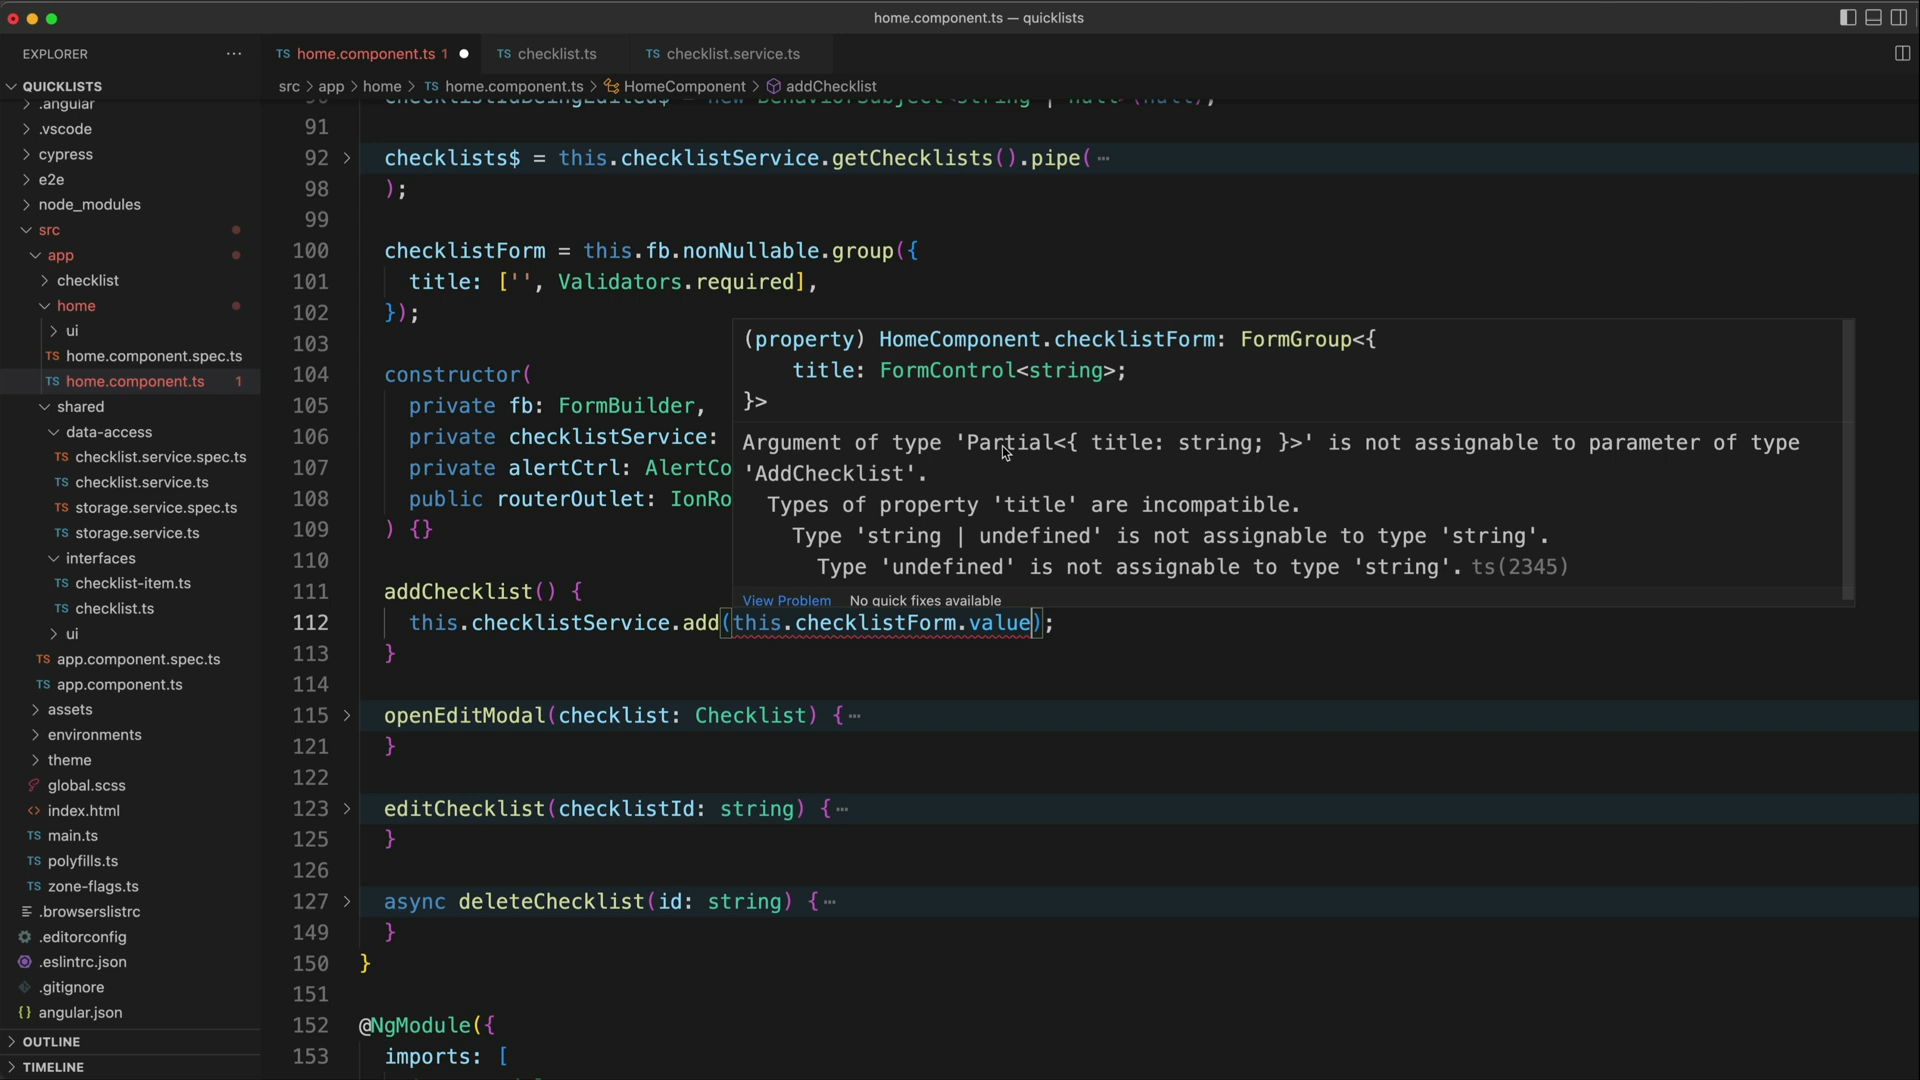 home.component.ts — quicklists
EXPLORER
QUICKLISTS
.angular
.vscode
cypress
e2e
node_modules
src
app
checklist
home
ui
TS home.component.spec.ts
TS home.component.ts 1
shared
data-access
TS checklist.service.spec.ts
TS checklist.service.ts
TS storage.service.spec.ts
TS storage.service.ts
interfaces
TS checklist-item.ts
TS checklist.ts
ui
TS app.component.spec.ts
TS app.component.ts
assets
environments
theme
global.scss
<> index.html
TS main.ts
TS polyfills.ts
TS zone-flags.ts
.browserslistrc
.editorconfig
.eslintrc.json
.gitignore
{} angular.json
OUTLINE
TIMELINE
TS home.component.ts 1
TS checklist.ts
TS checklist.service.ts
src > app > home > TS home.component.ts > HomeComponent > addChecklist
90 checklistIdBeingEdited$ = new BehaviorSubject<string | null>(null);
91
92 checklists$ = this.checklistService.getChecklists().pipe(…
98 );
99
100 checklistForm = this.fb.nonNullable.group({
101 title: ['', Validators.required],
102 });
103
104 constructor(
105 private fb: FormBuilder,
106 private checklistService:
107 private alertCtrl: AlertCo
108 public routerOutlet: IonRo
109 ) {}
110
111 addChecklist() {
112 this.checklistService.add(this.checklistForm.value);
113 }
114
115 openEditModal(checklist: Checklist) {…
121 }
122
123 editChecklist(checklistId: string) {…
125 }
126
127 async deleteChecklist(id: string) {…
149 }
150 }
151
152 @NgModule({
153 imports: [
(property) HomeComponent.checklistForm: FormGroup<{
title: FormControl<string>;
}>
Argument of type 'Partial<{ title: string; }>' is not assignable to parameter of type
'AddChecklist'.
Types of property 'title' are incompatible.
Type 'string | undefined' is not assignable to type 'string'.
Type 'undefined' is not assignable to type 'string'. ts(2345)
View Problem No quick fixes available